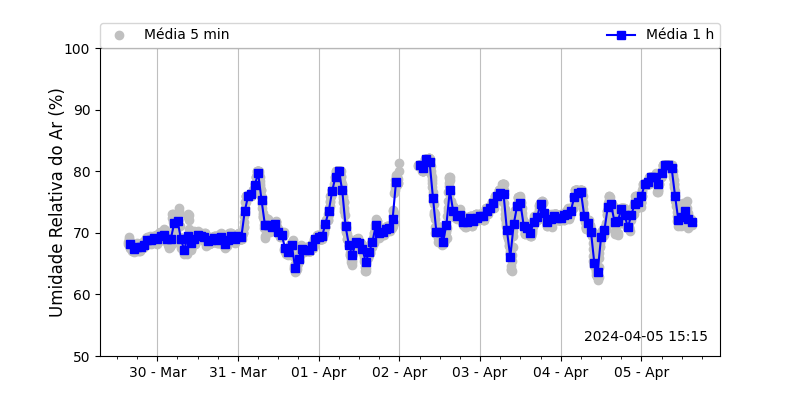 Média 5 min
Média 1 h
100
90
80
70
60
50
Umidade Relativa do Ar (%)
2024-04-05 15:15
30 - Mar
31 - Mar
01 - Apr
02 - Apr
03 - Apr
04 - Apr
05 - Apr